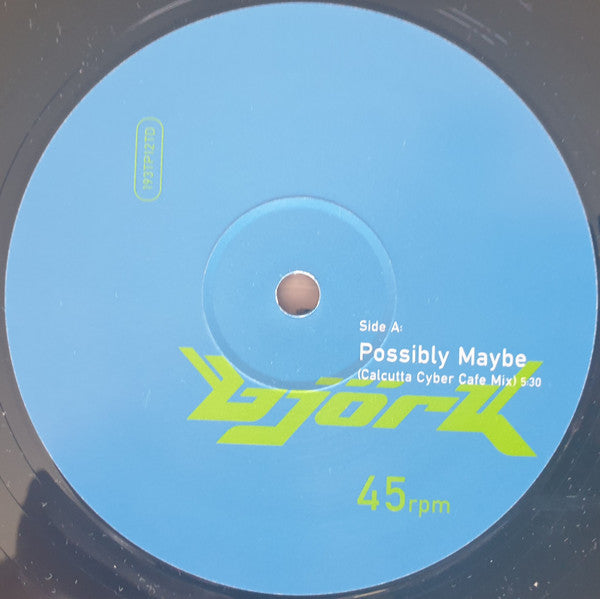 193TP12TD
Side A:
Possibly Maybe
(Calcutta Cyber Cafe Mix) 5:30
björk
45rpm